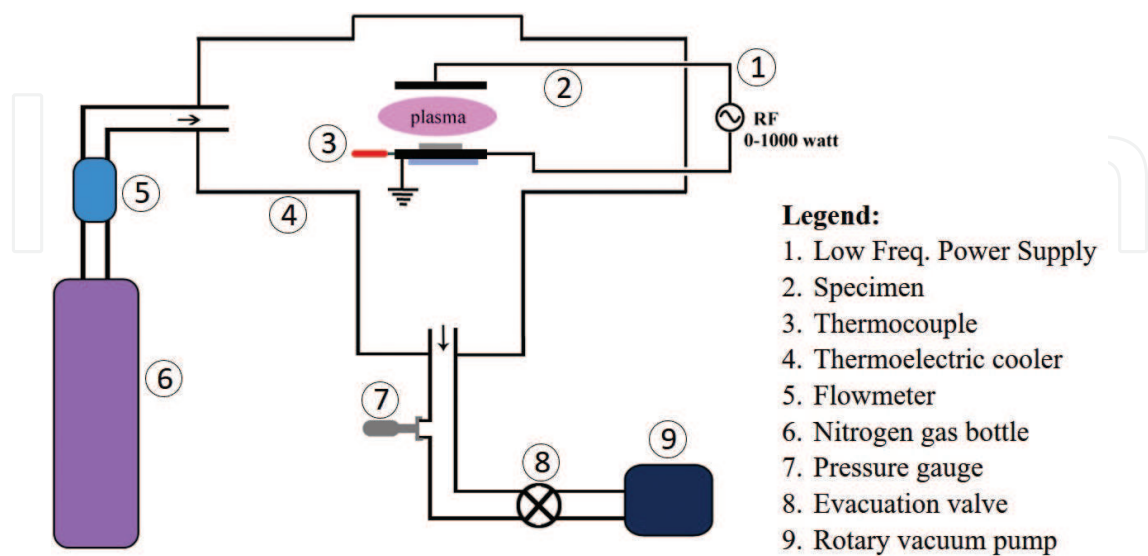 1
2
plasma
RF
0-1000 watt
3
5
4
6
7
8
9
Legend:
1. Low Freq. Power Supply
2. Specimen
3. Thermocouple
4. Thermoelectric cooler
5. Flowmeter
6. Nitrogen gas bottle
7. Pressure gauge
8. Evacuation valve
9. Rotary vacuum pump